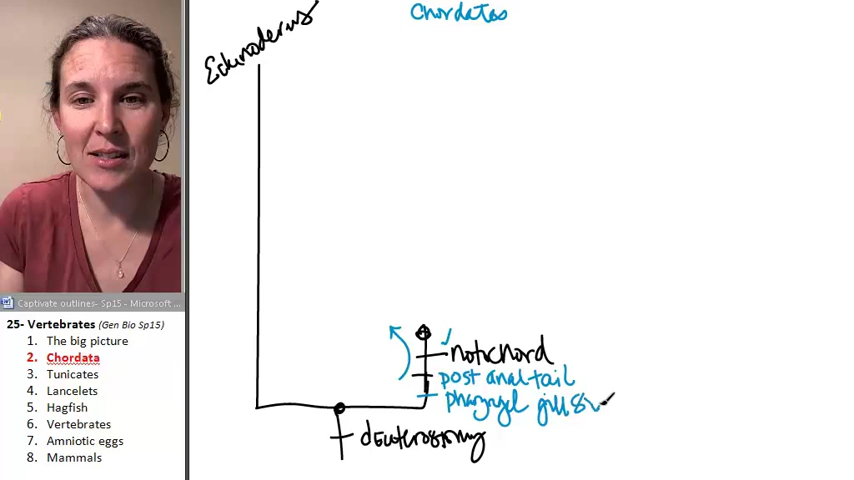 Chordates
Echinoderms
notochord
post anal tail
pharyngeal gill
deuterostomy
Captivate outlines- Sp15 - Microsoft ...
25- Vertebrates (Gen Bio Sp15)
1. The big picture
2. Chordata
3. Tunicates
4. Lancelets
5. Hagfish
6. Vertebrates
7. Amniotic eggs
8. Mammals